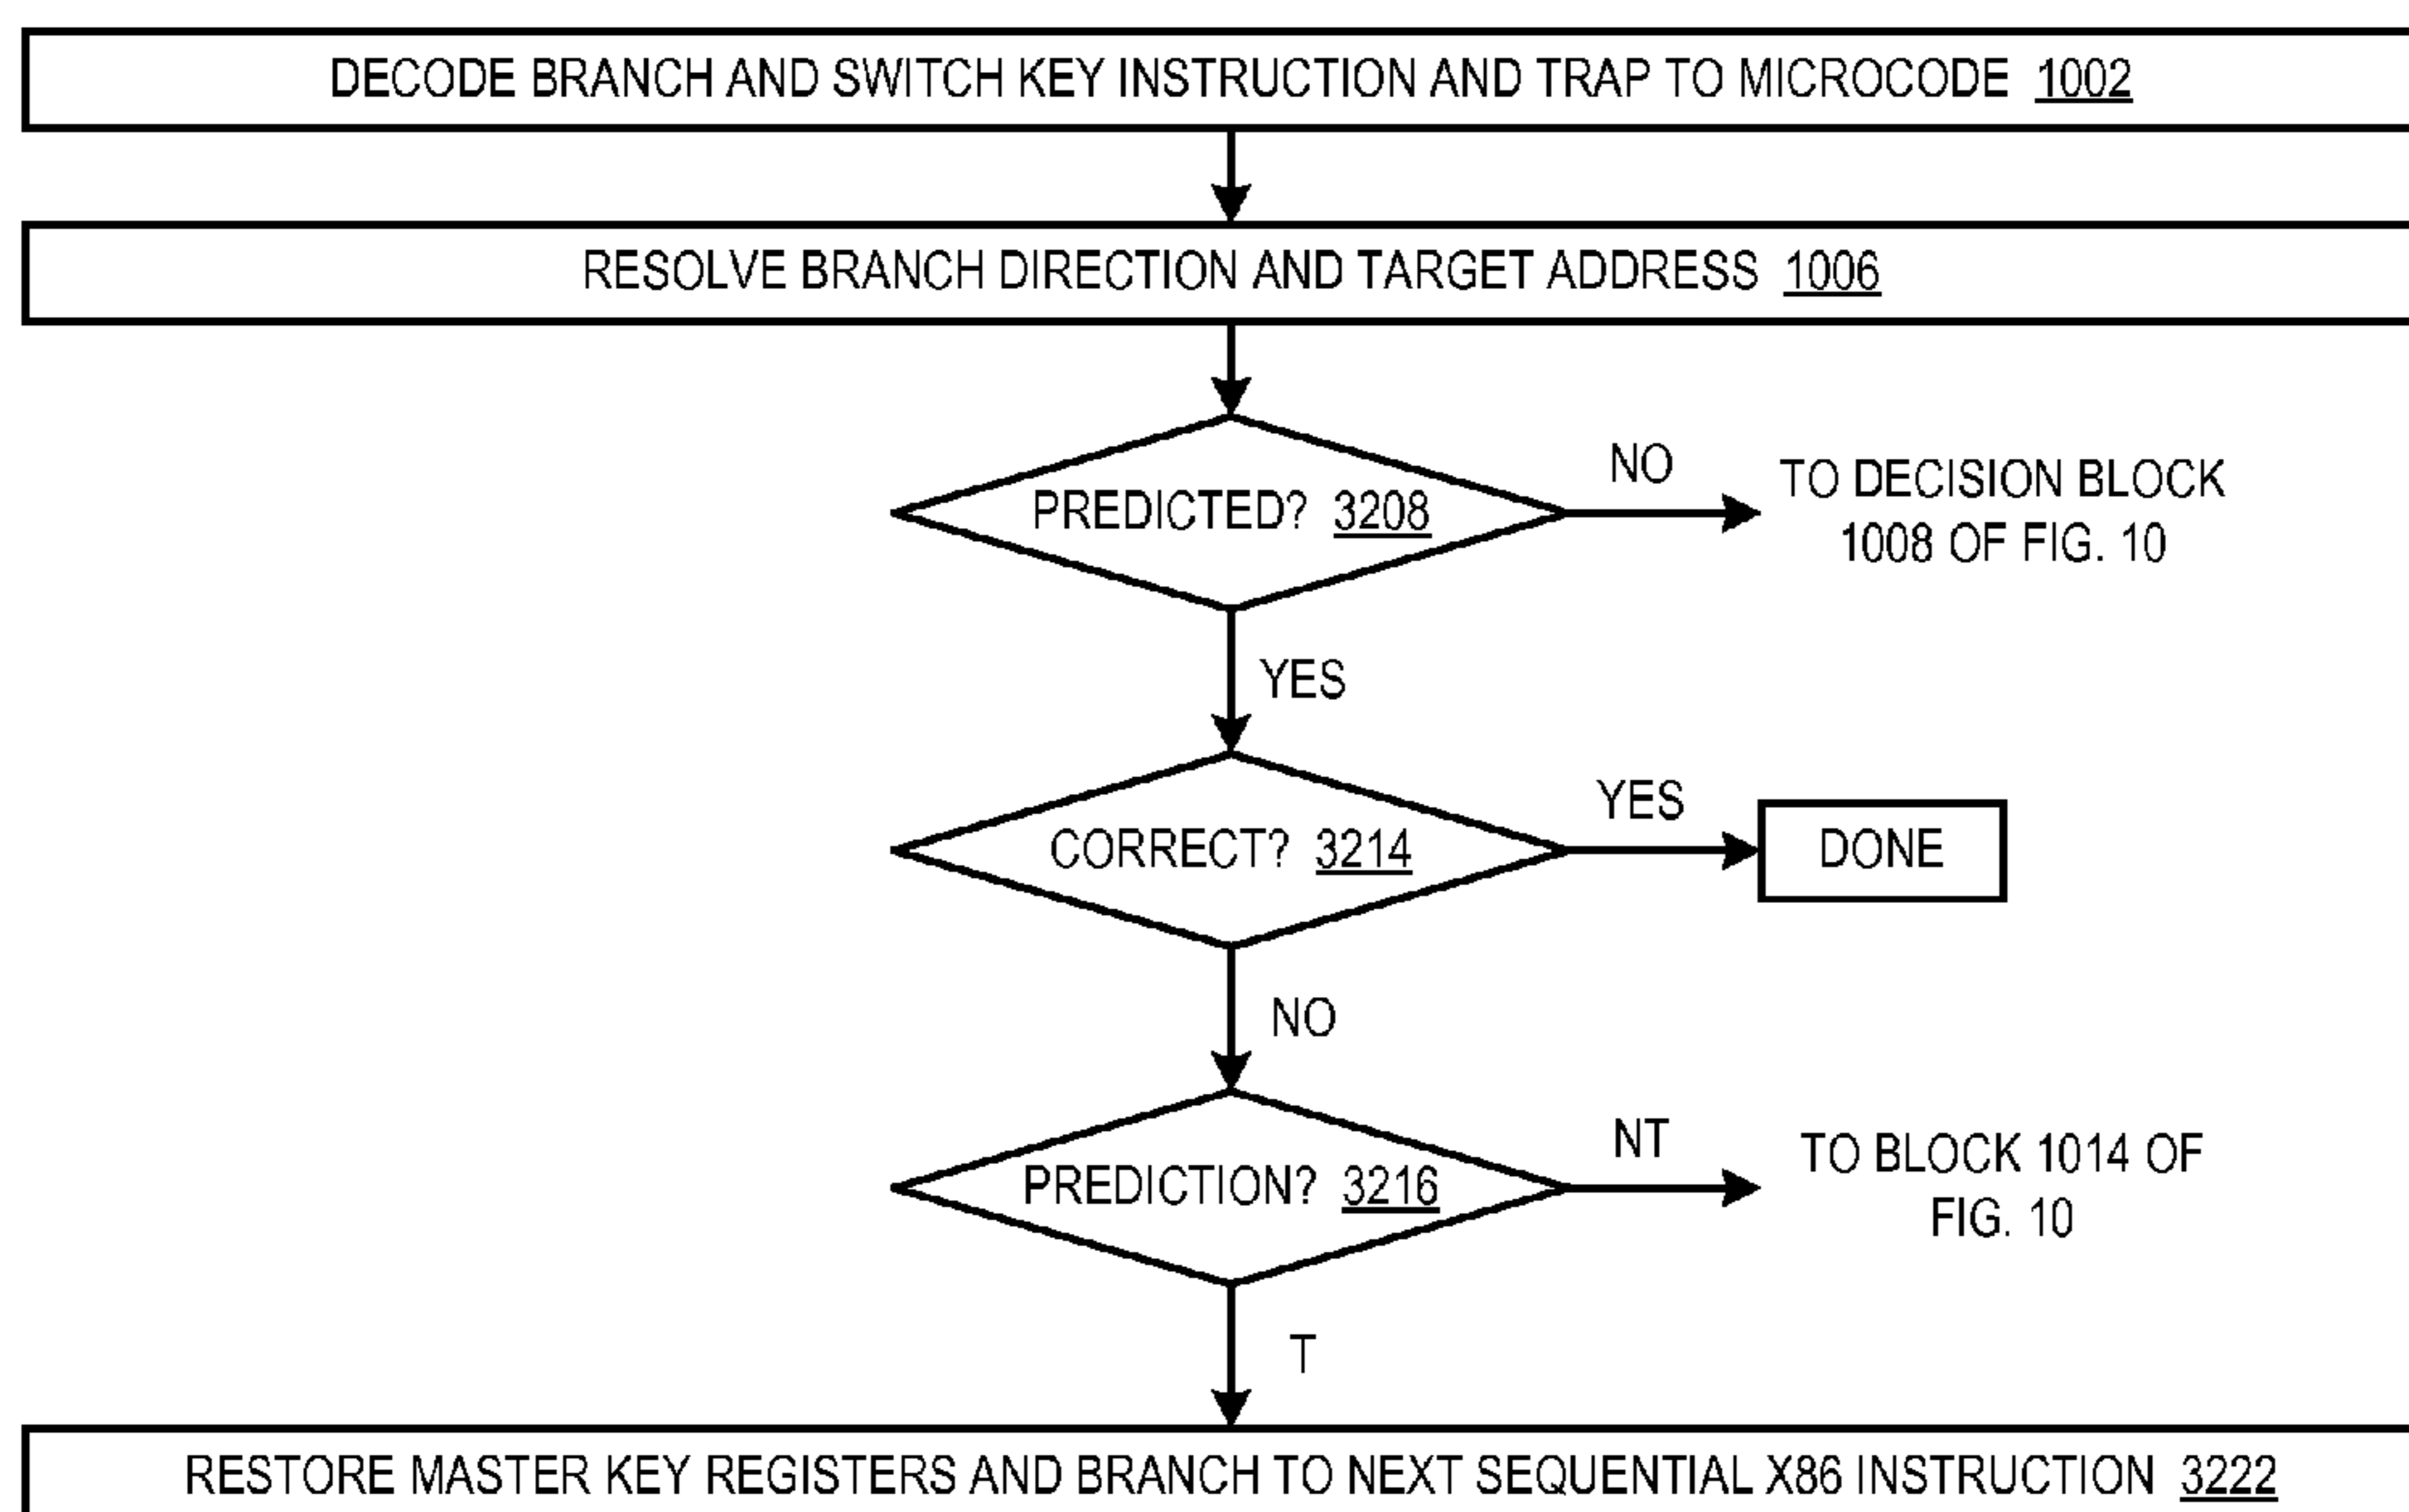 DECODE BRANCH AND SWITCH KEY INSTRUCTION AND TRAP TO MICROCODE 1002
RESOLVE BRANCH DIRECTION AND TARGET ADDRESS 1006
PREDICTED? 3208
NO
TO DECISION BLOCK
1008 OF FIG. 10
YES
CORRECT? 3214
YES
DONE
NO
PREDICTION? 3216
NT
TO BLOCK 1014 OF
FIG. 10
T
RESTORE MASTER KEY REGISTERS AND BRANCH TO NEXT SEQUENTIAL X86 INSTRUCTION 3222